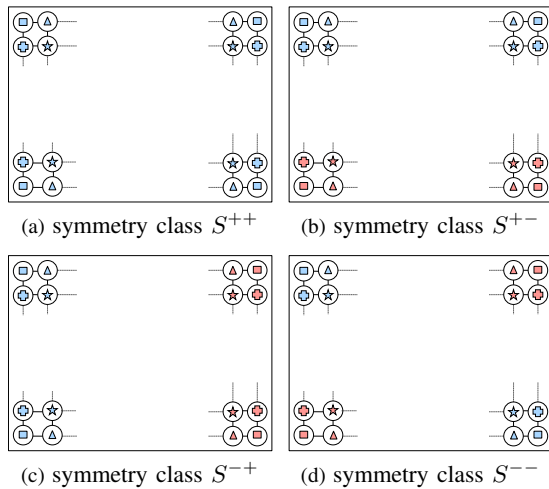 (a) symmetry class $S^{++}$
(b) symmetry class $S^{+-}$
(c) symmetry class $S^{-+}$
(d) symmetry class $S^{--}$